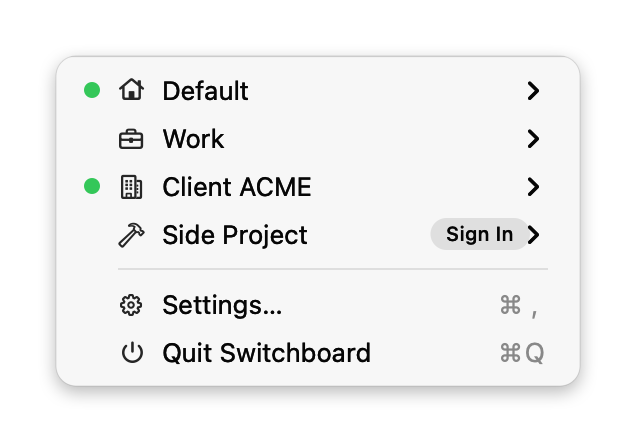 Default
Work
Client ACME
Side Project Sign In
Settings... ⌘ ,
Quit Switchboard ⌘Q